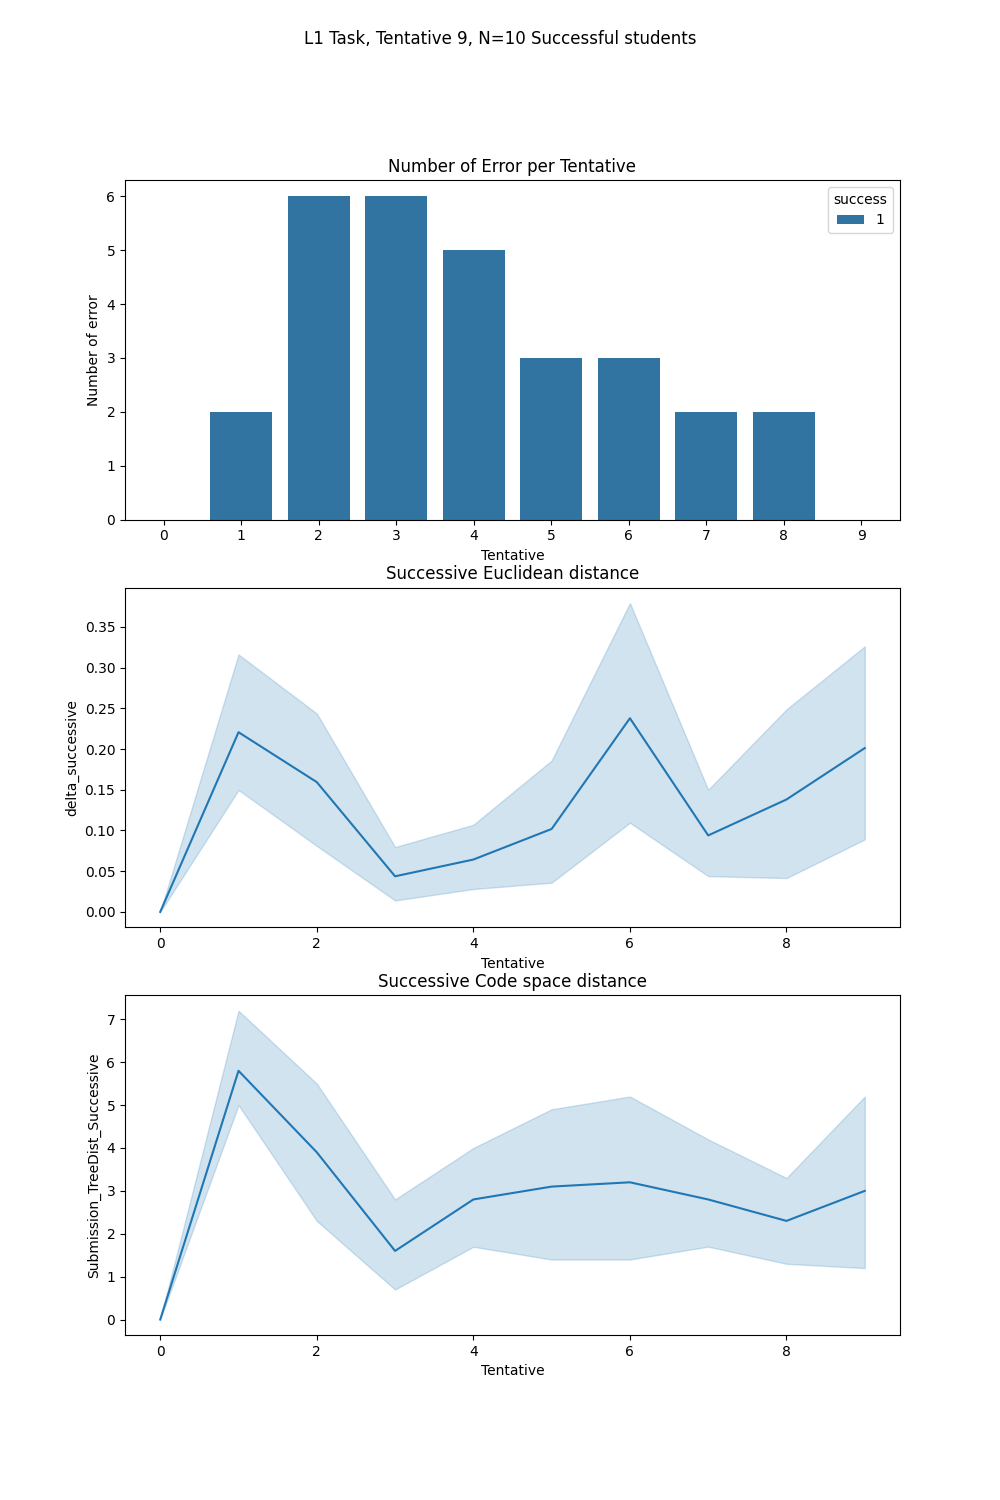 L1 Task, Tentative 9, N=10 Successful students
Number of Error per Tentative
success
1
Number of error
6
5
4
3
2
1
0
0 1 2 3 4 5 6 7 8 9
Tentative
Successive Euclidean distance
delta_successive
0.35
0.30
0.25
0.20
0.15
0.10
0.05
0.00
0 2 4 6 8
Tentative
Successive Code space distance
Submission_TreeDist_Successive
7
6
5
4
3
2
1
0
0 2 4 6 8
Tentative